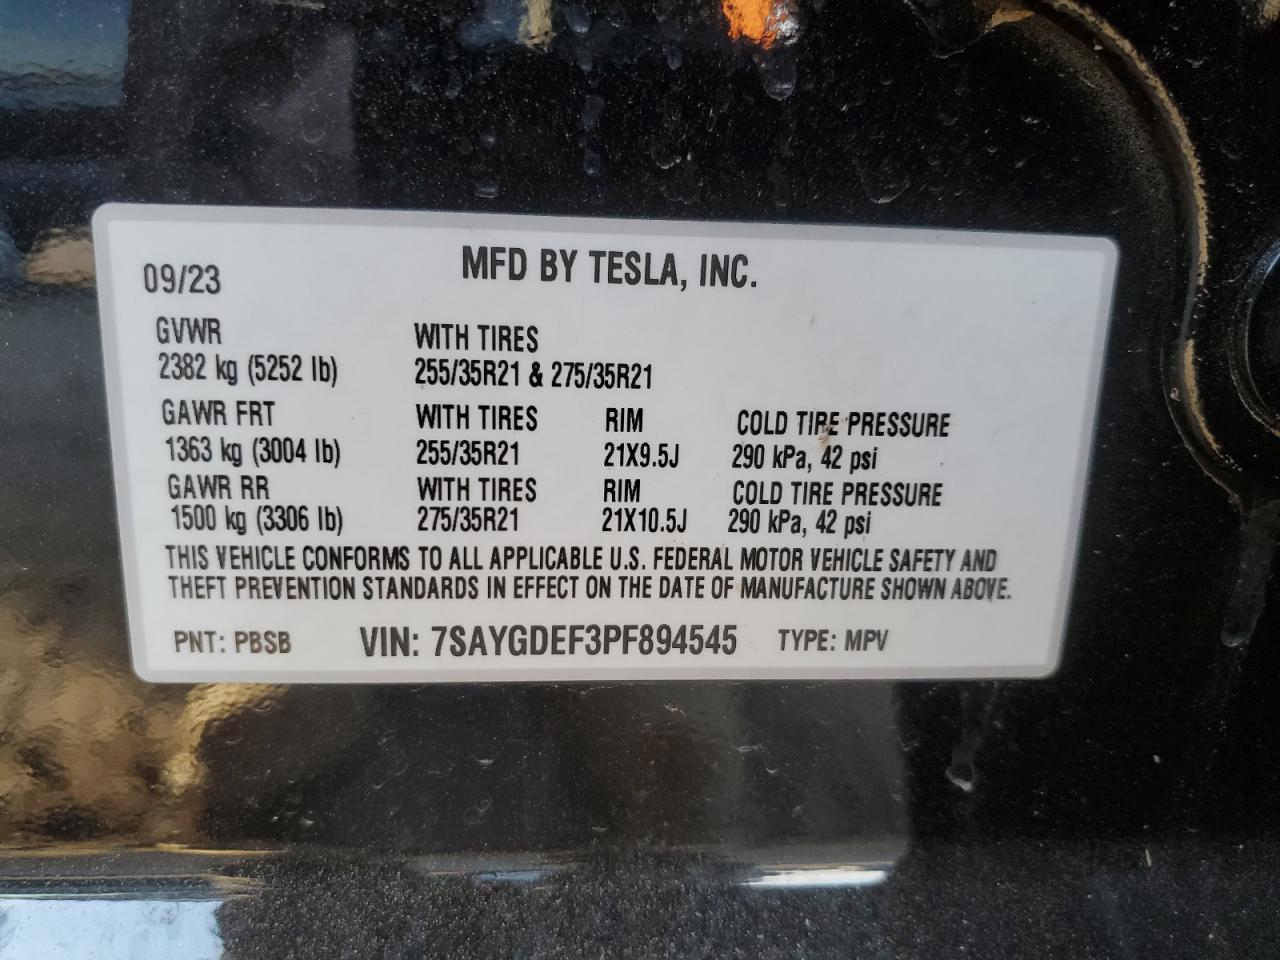 MFD BY TESLA, INC.
09/23
GVWR WITH TIRES
2382 kg (5252 lb) 255/35R21 & 275/35R21
GAWR FRT WITH TIRES RIM COLD TIRE PRESSURE
1363 kg (3004 lb) 255/35R21 21X9.5J 290 kPa, 42 psi
GAWR RR WITH TIRES RIM COLD TIRE PRESSURE
1500 kg (3306 lb) 275/35R21 21X10.5J 290 kPa, 42 psi
THIS VEHICLE CONFORMS TO ALL APPLICABLE U.S. FEDERAL MOTOR VEHICLE SAFETY AND
THEFT PREVENTION STANDARDS IN EFFECT ON THE DATE OF MANUFACTURE SHOWN ABOVE.
PNT: PBSB VIN: 7SAYGDEF3PF894545 TYPE: MPV